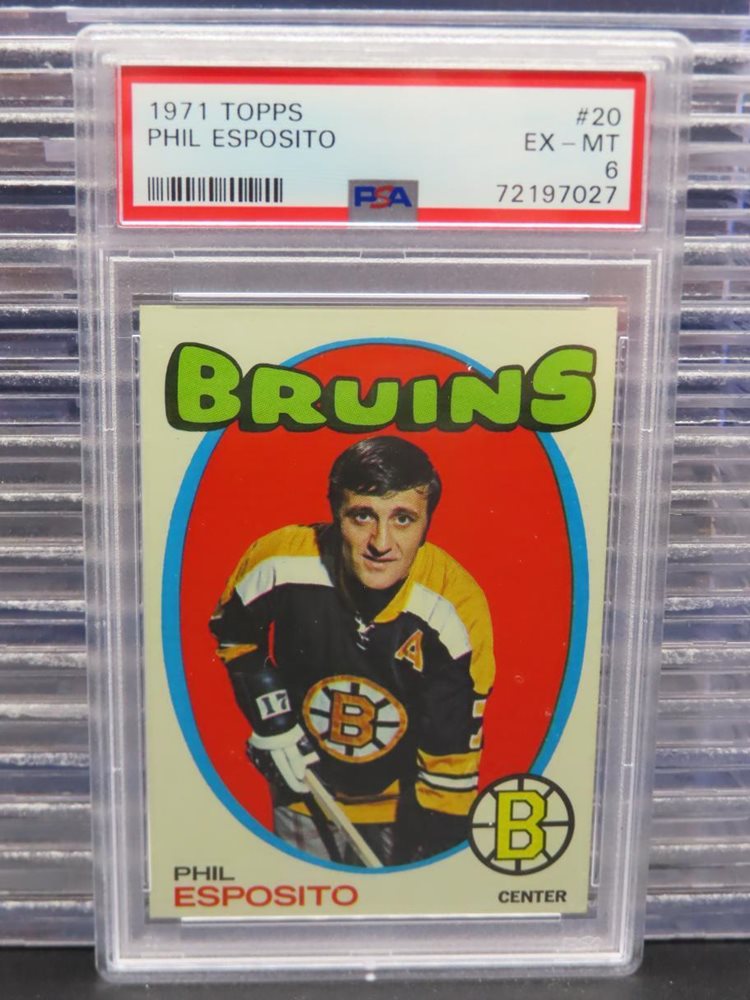 1971 TOPPS #20
PHIL ESPOSITO EX - MT
6
PSA 72197027
BRUINS
A
17
B
B
PHIL
ESPOSITO
CENTER